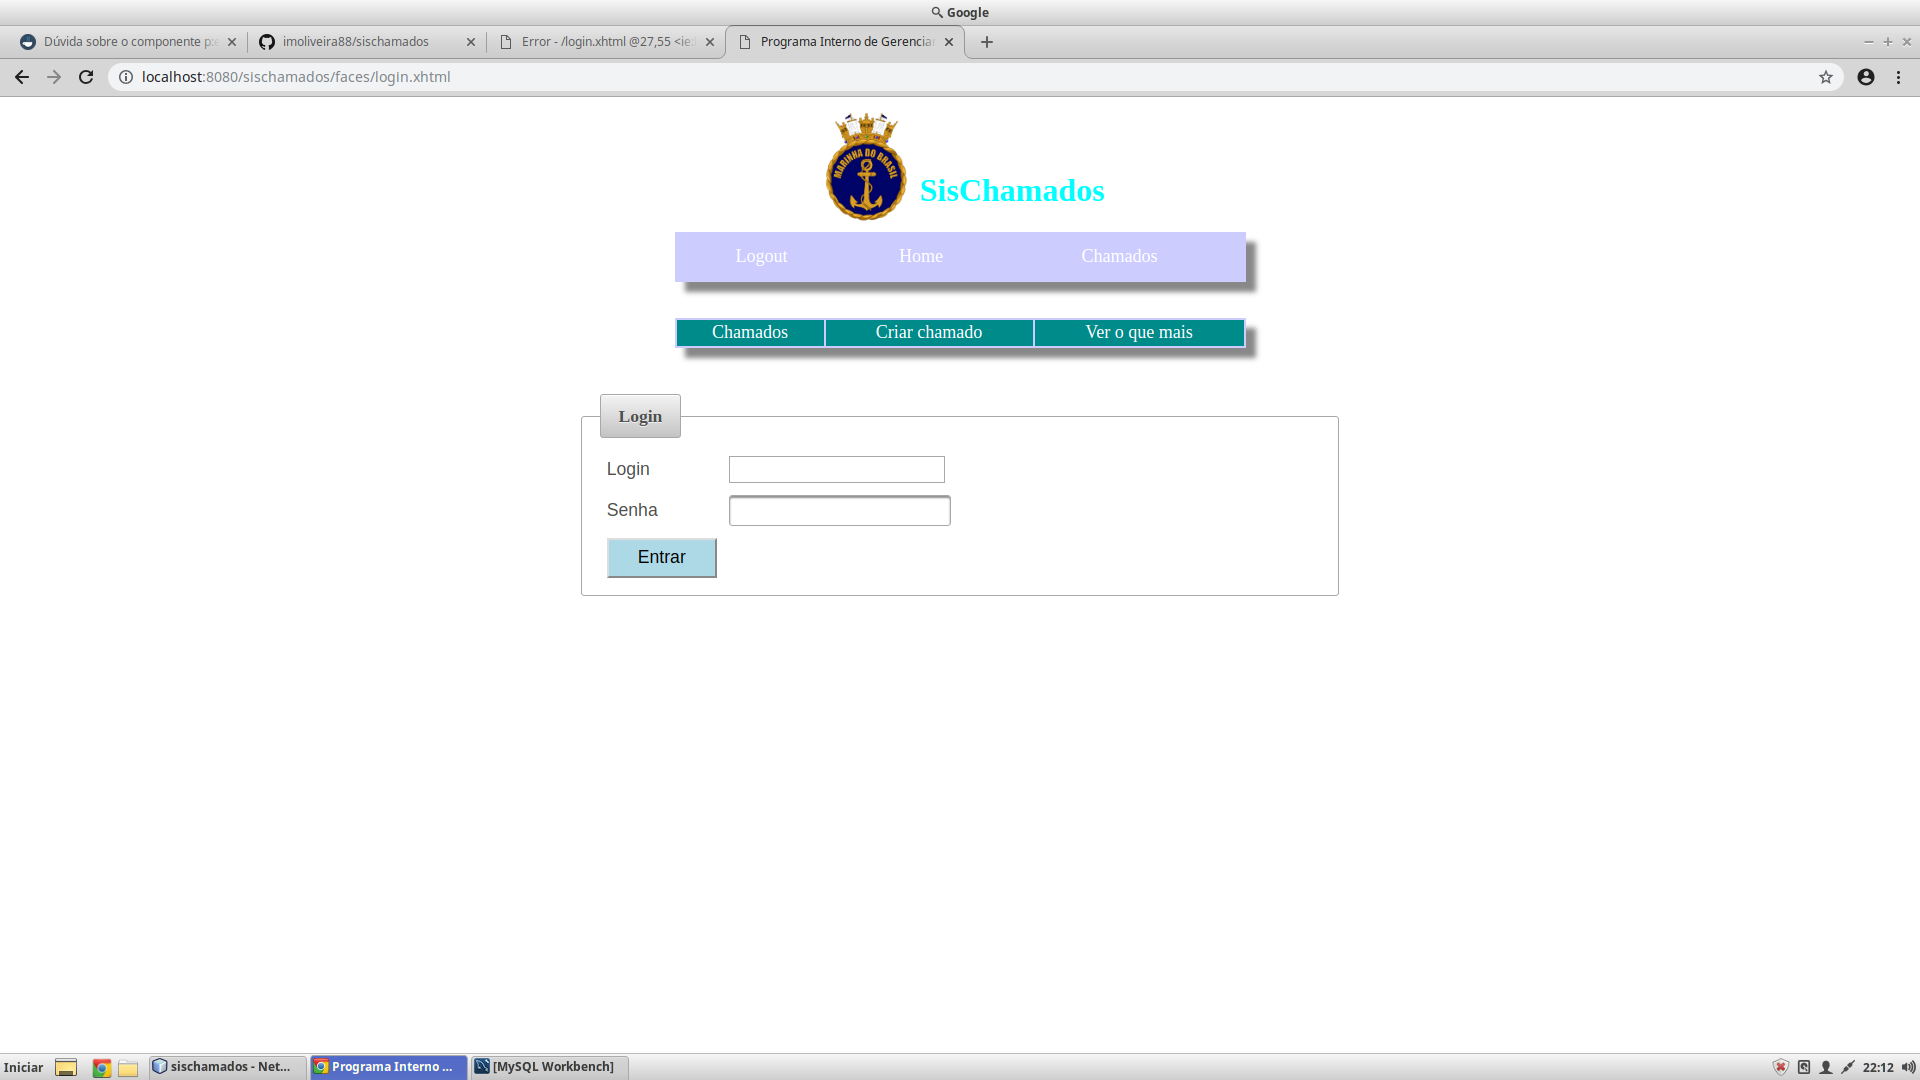 Google
Dúvida sobre o componente p:
imoliveira88/sischamados
Error - /login.xhtml @27,55 <ie:
Programa Interno de Gerencia
localhost:8080/sischamados/faces/login.xhtml
MARINHA DO BRASIL
SisChamados
Logout Home Chamados
Chamados Criar chamado Ver o que mais
Login
Login
Senha
Entrar
Iniciar
sischamados - Net...
Programa Interno ...
[MySQL Workbench]
22:12